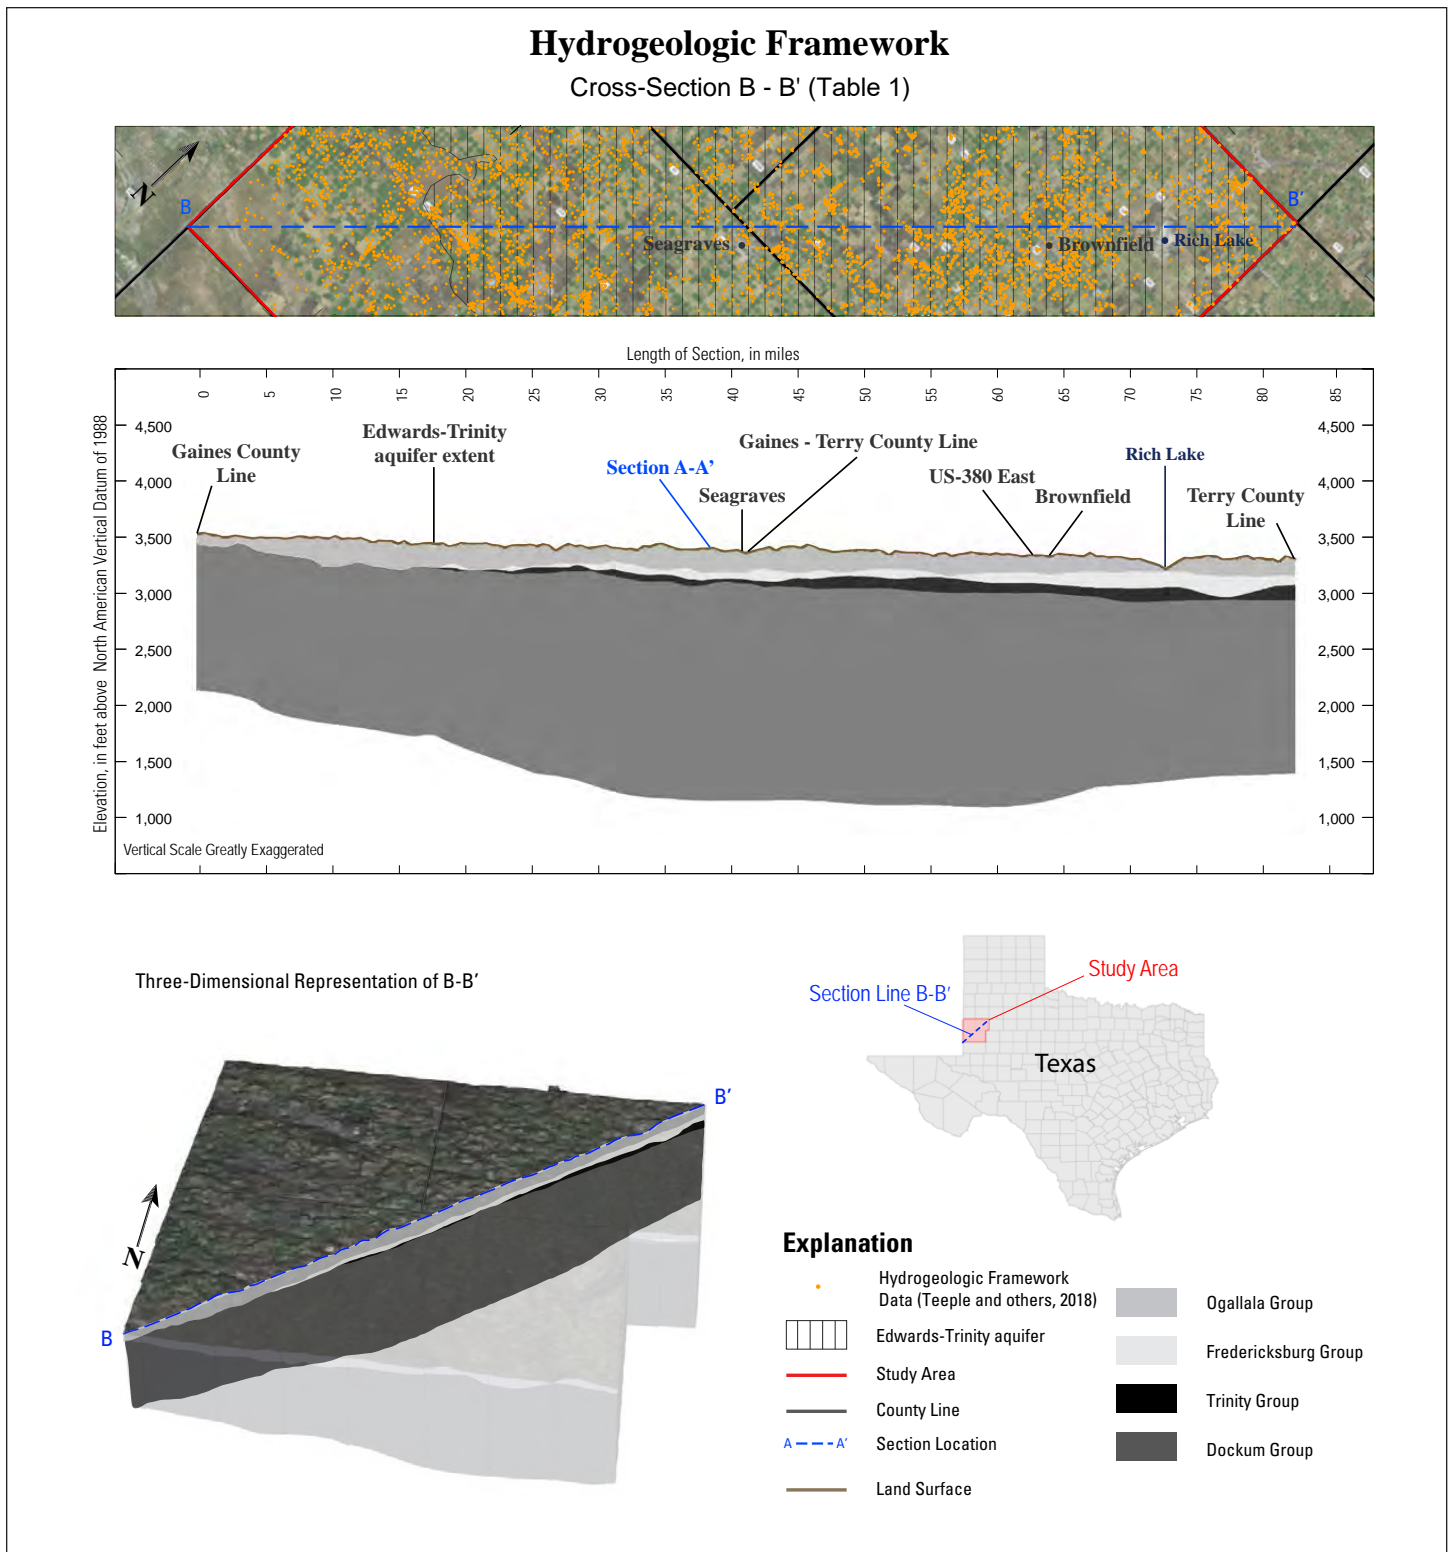 Hydrogeologic Framework
Cross-Section B - B' (Table 1)
N
B
B'
Seagraves
Brownfield
Rich Lake
Length of Section, in miles
0 5 10 15 20 25 30 35 40 45 50 55 60 65 70 75 80 85
Elevation, in feet above North American Vertical Datum of 1988
4,500
4,000
3,500
3,000
2,500
2,000
1,500
1,000
Gaines County
Line
Edwards-Trinity
aquifer extent
Section A-A’
Seagraves
Gaines - Terry County Line
US-380 East
Brownfield
Rich Lake
Terry County
Line
4,500
4,000
3,500
3,000
2,500
2,000
1,500
1,000
Vertical Scale Greatly Exaggerated
Three-Dimensional Representation of B-B’
B’
B
N
Study Area
Section Line B-B’
Texas
Explanation
Hydrogeologic Framework
Data (Teeple and others, 2018)
Edwards-Trinity aquifer
Study Area
County Line
A A’ Section Location
Land Surface
Ogallala Group
Fredericksburg Group
Trinity Group
Dockum Group